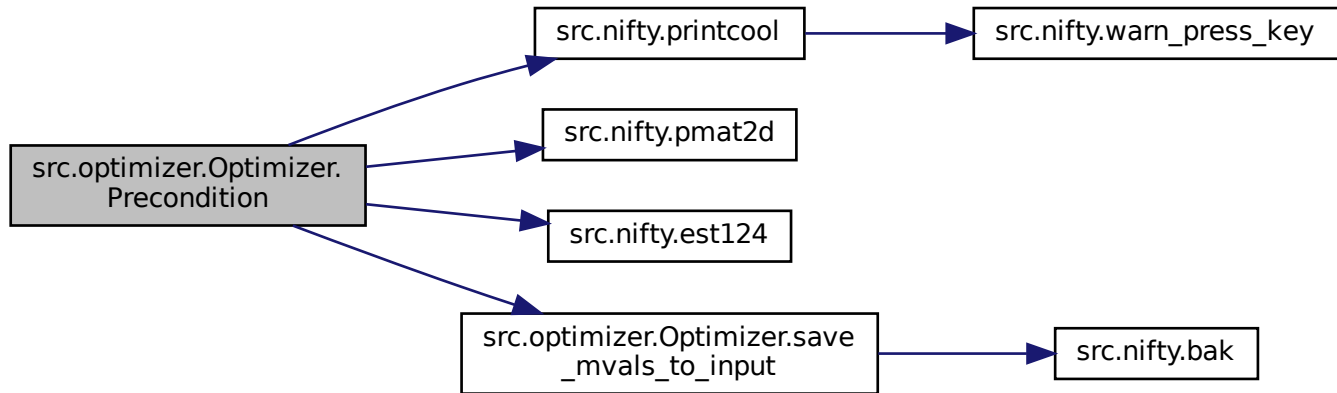 src.nifty.printcool
src.nifty.warn_press_key
src.nifty.pmat2d
src.optimizer.Optimizer.
Precondition
src.nifty.est124
src.optimizer.Optimizer.save
_mvals_to_input
src.nifty.bak